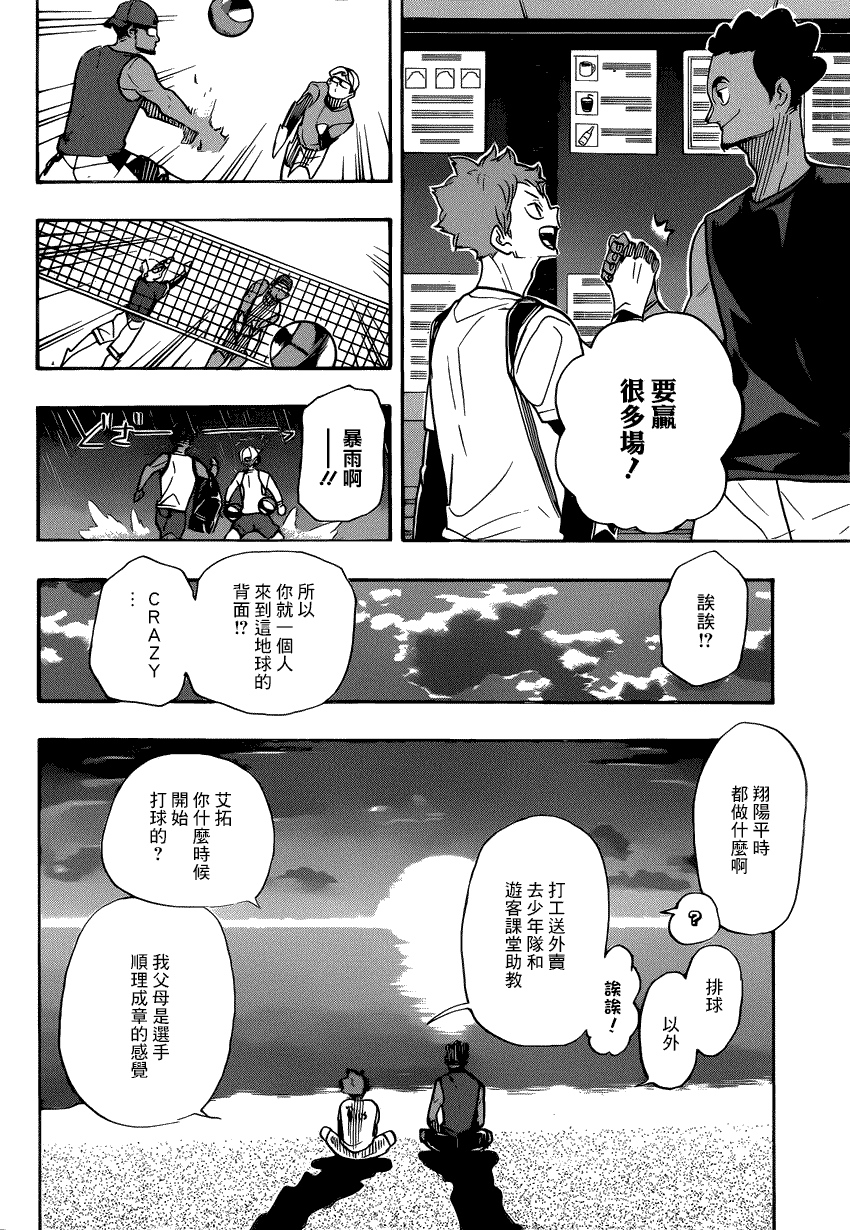 要贏
很多場!
暴雨啊
——!!
ぐざーっ
誒誒!?
所以
你就一個人
來到這地球的
背面!?
CRAZY
…
翔陽平時
都做什麼啊
?
排球
以外
誒誒!
打工送外賣
去少年隊和
遊客課堂助教
艾拓
你什麼時候
開始
打球的?
我父母是選手
順理成章的感覺